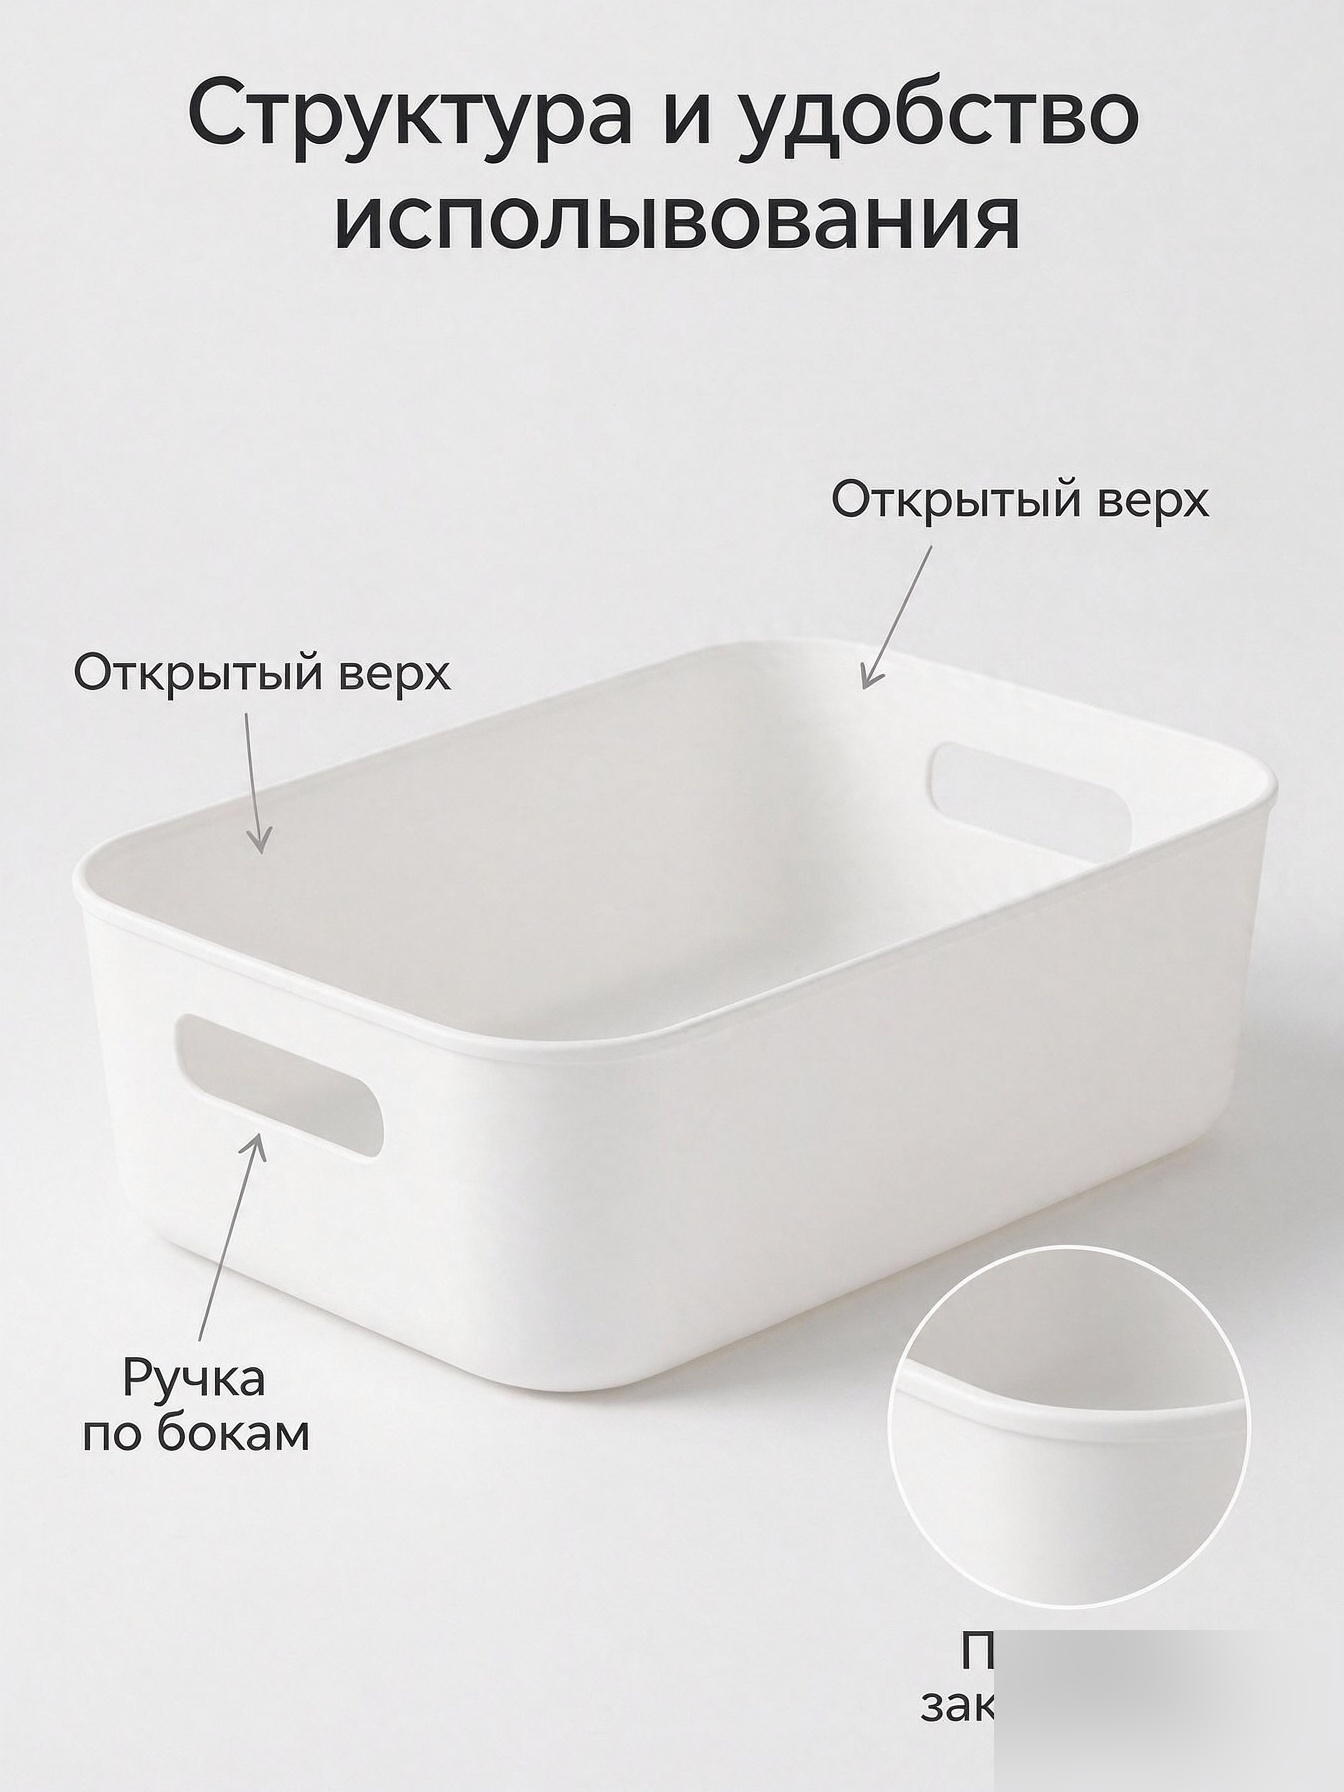 Структура и удобство
исполывования
Открытый верх
Открытый верх
Ручка
по бокам